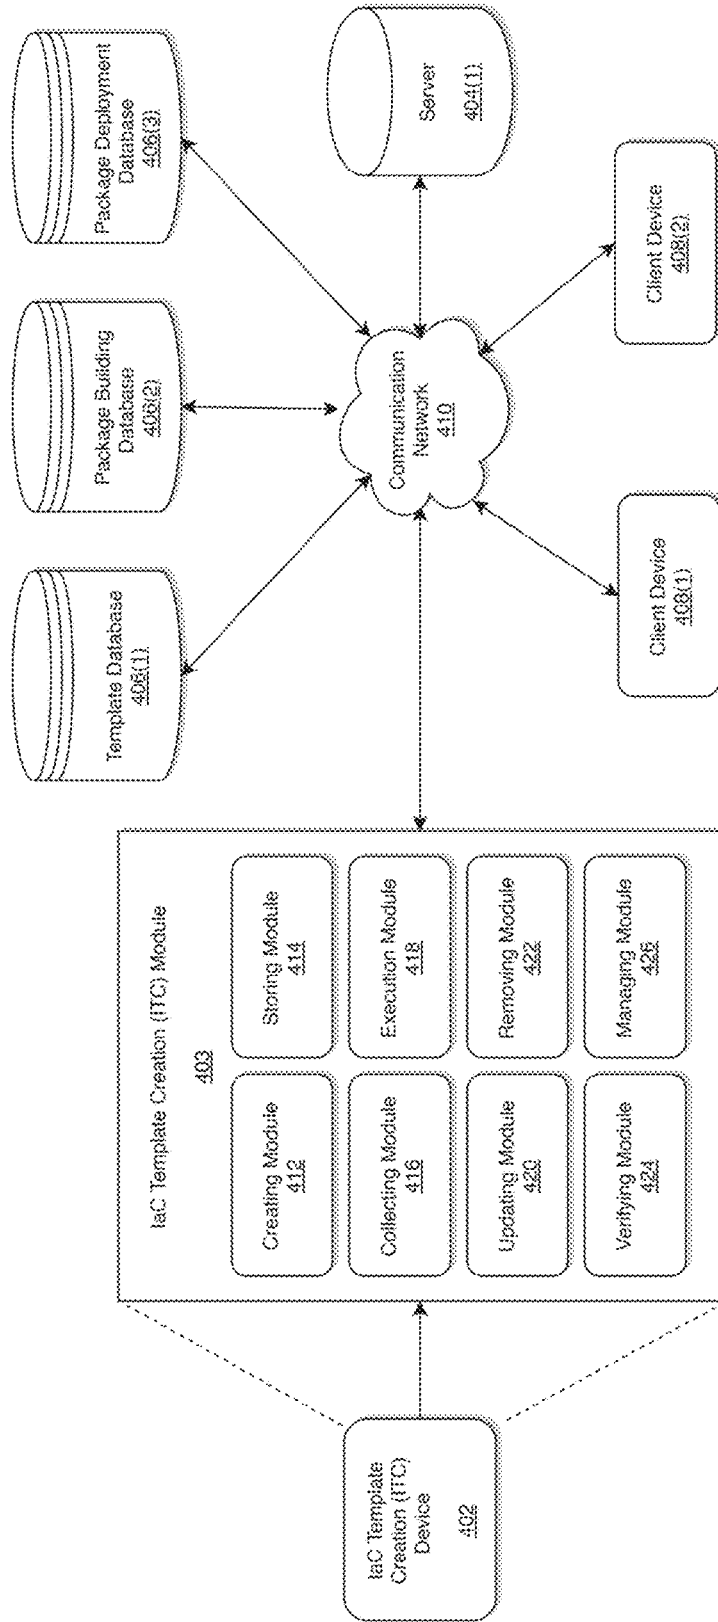 IaC Template
Creation (ITC)
Device
402
IaC Template Creation (ITC) Module
403
Creating Module
412
Storing Module
414
Collecting Module
416
Execution Module
418
Updating Module
420
Removing Module
422
Verifying Module
424
Managing Module
426
Template Database
406(1)
Package Building
Database
406(2)
Package Deployment
Database
406(3)
Communication
Network
410
Server
404(1)
Client Device
408(1)
Client Device
408(2)